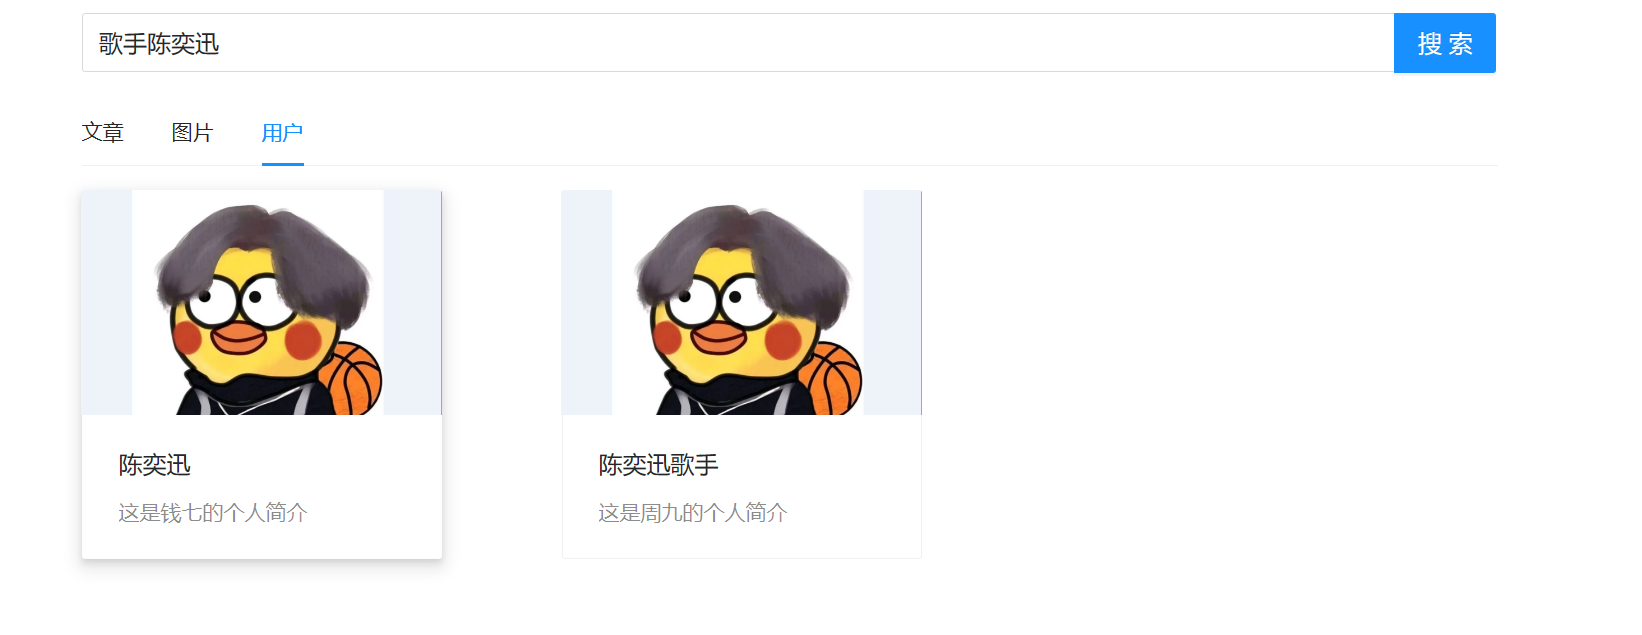 歌手陈奕迅
搜 索
文章 图片 用户
陈奕迅
这是钱七的个人简介
陈奕迅歌手
这是周九的个人简介